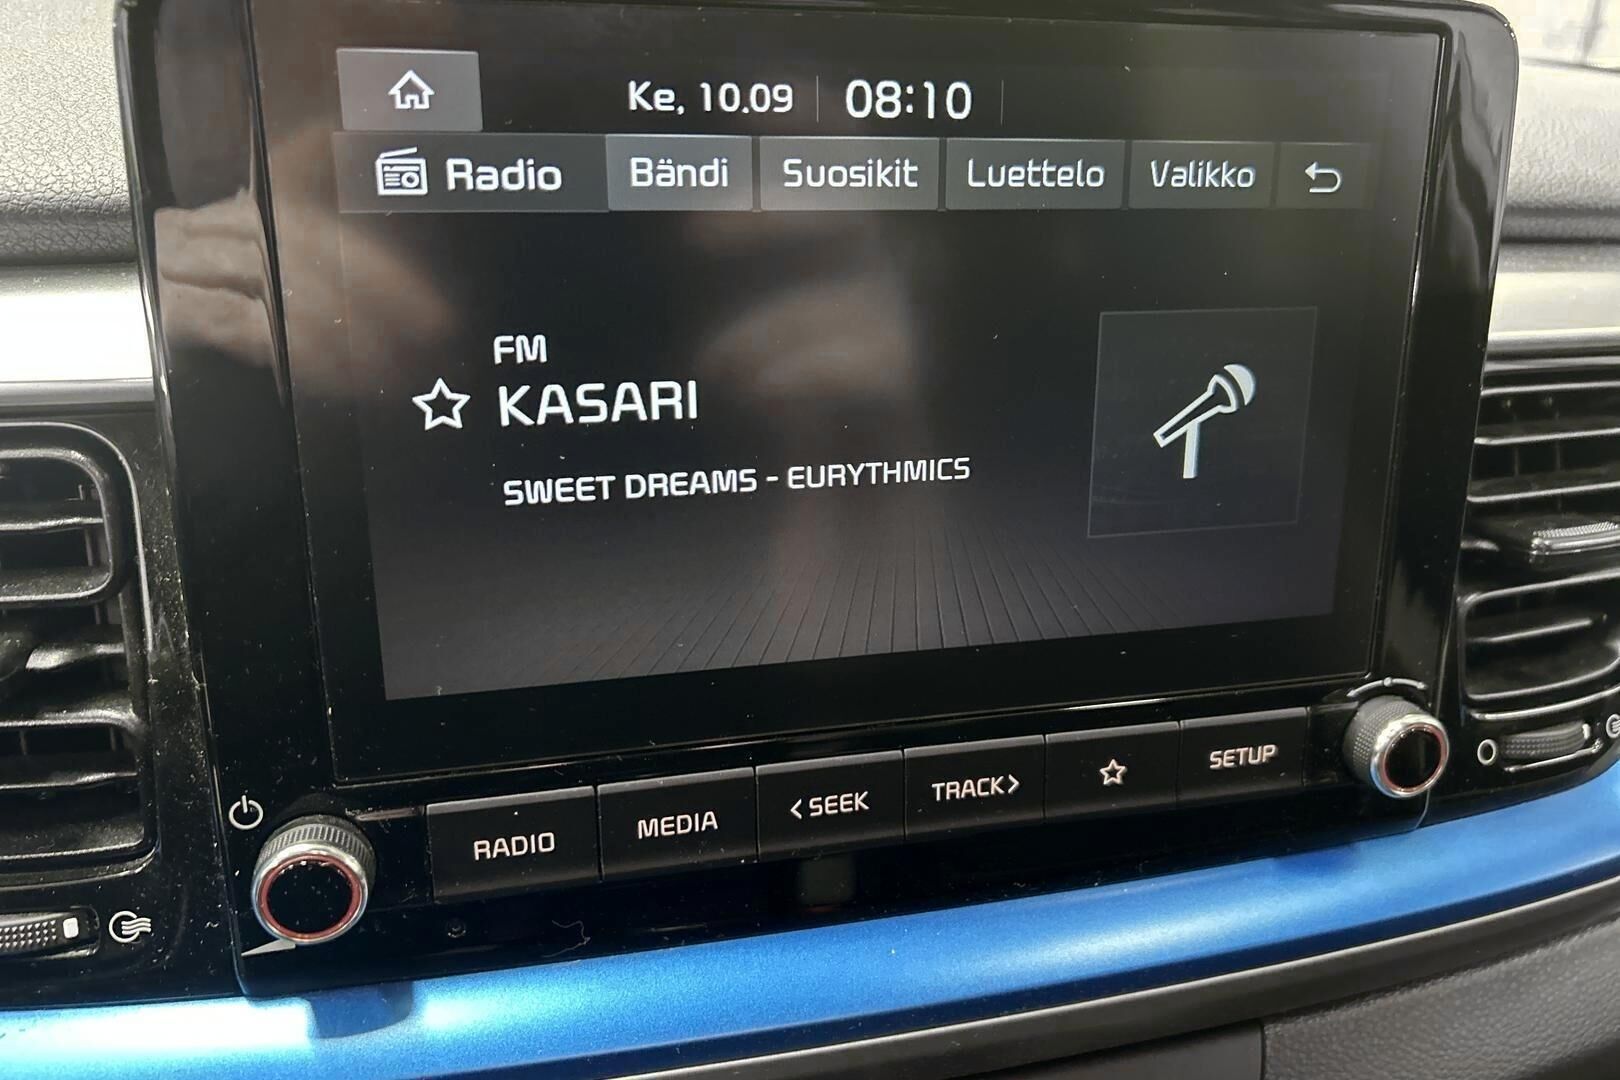 Ke, 10.09 08:10
Radio Bändi Suosikit Luettelo Valikko
FM
KASARI
SWEET DREAMS - EURYTHMICS
RADIO MEDIA <SEEK TRACK> SETUP